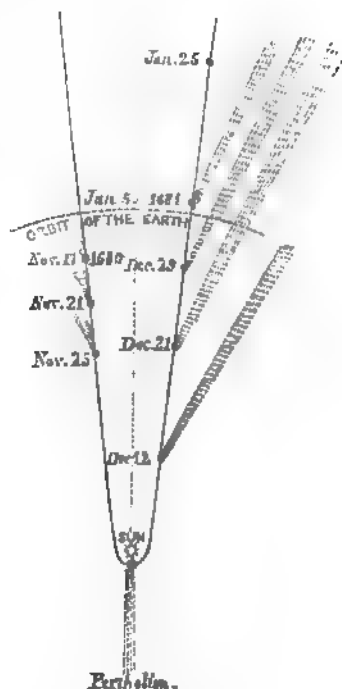 Jan. 25
Jan. 5. 1681
ORBIT OF THE EARTH
Nov. 17 1680
Dec. 29
Nov. 21
Dec. 21
Nov. 25
Dec. 12
SUN
Perihelion.